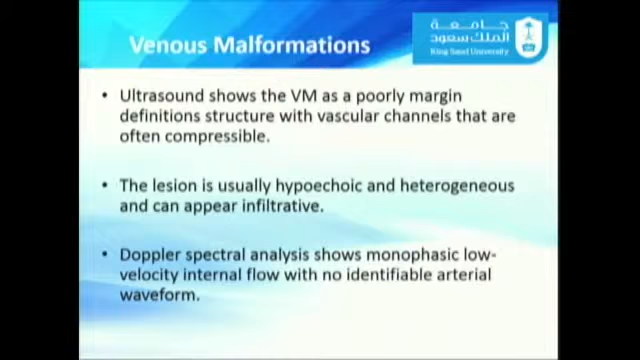 Venous Malformations
جامعة
الملك سعود
King Saud University
• Ultrasound shows the VM as a poorly margin
definitions structure with vascular channels that are
often compressible.
• The lesion is usually hypoechoic and heterogeneous
and can appear infiltrative.
• Doppler spectral analysis shows monophasic low-
velocity internal flow with no identifiable arterial
waveform.